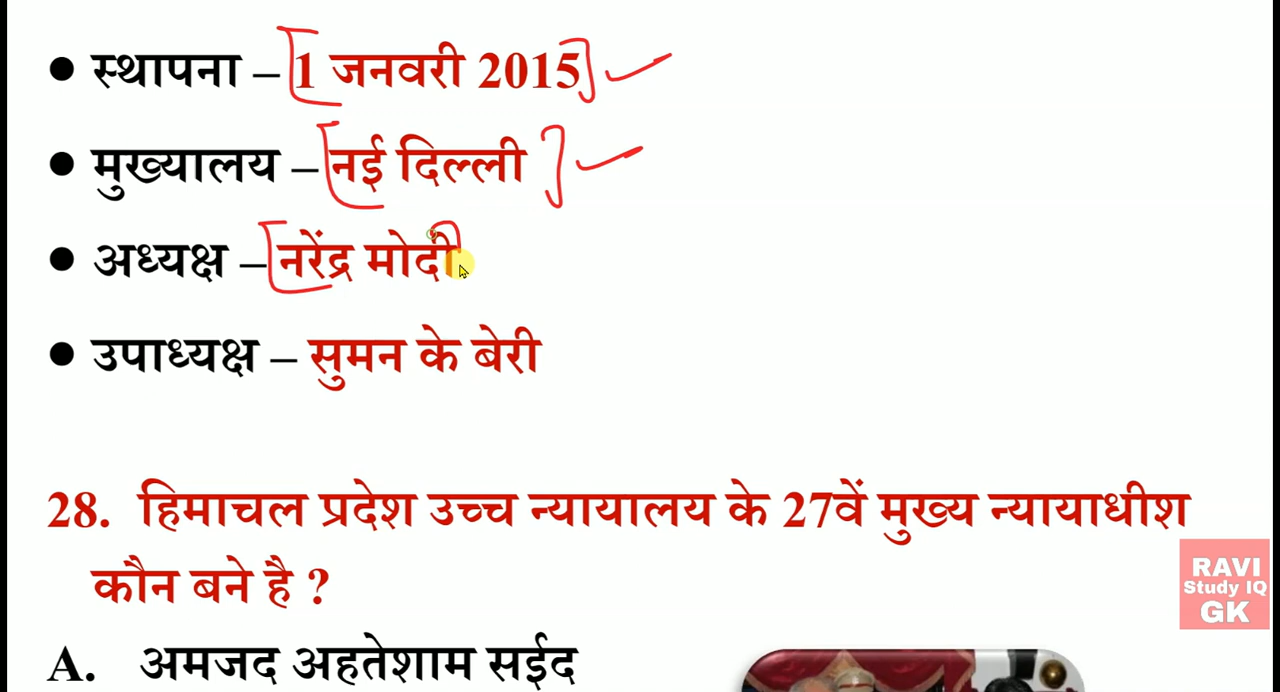 ● स्थापना – 1 जनवरी 2015
● मुख्यालय – नई दिल्ली
● अध्यक्ष – नरेंद्र मोदी
● उपाध्यक्ष – सुमन के बेरी
28. हिमाचल प्रदेश उच्च न्यायालय के 27वें मुख्य न्यायाधीश
कौन बने है ?
RAVI
Study IQ
GK
A. अमजद अहतेशाम सईद